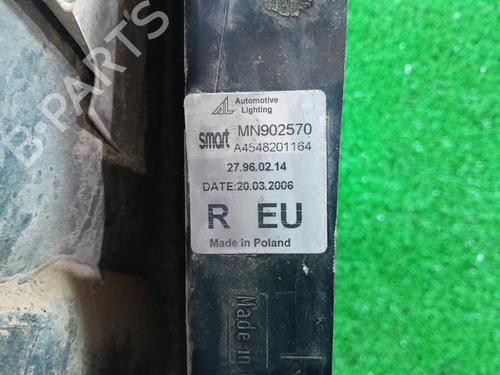 Automotive
Lighting
smart MN902570
A4548201164
27.96.02.14
DATE:20.03.2006
R EU
Made in Poland
Made in
B-PARTS